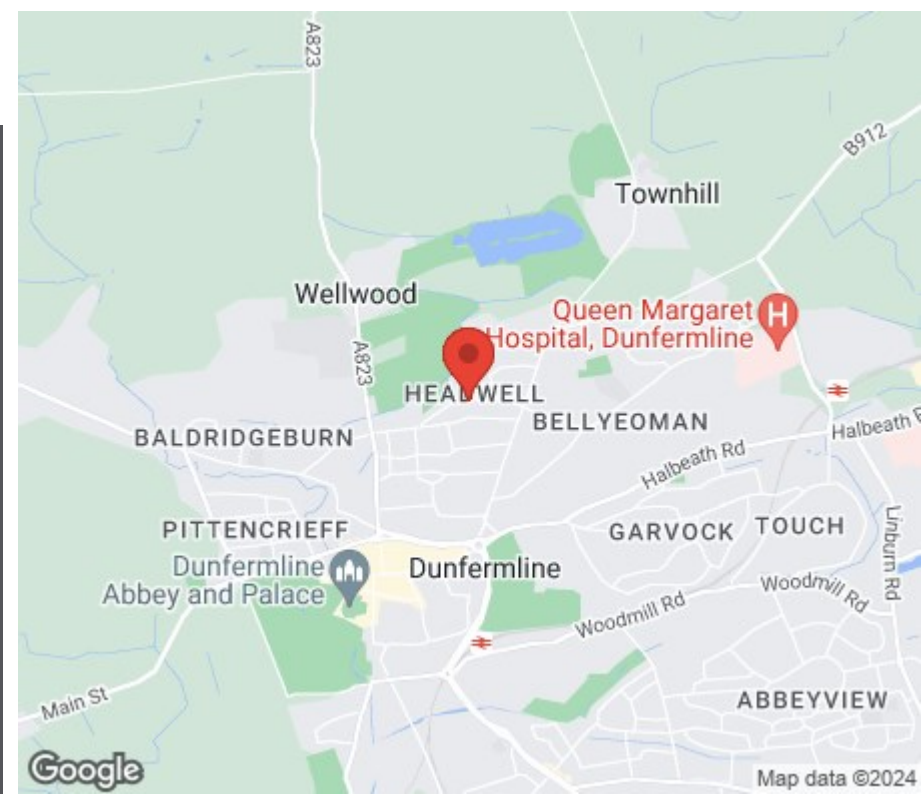 A823
B912
Townhill
Wellwood
Queen Margaret
Hospital, Dunfermline
H
A823
HEADWELL
BELLYEOMAN
BALDRIDGEBURN
Halbeath Rd
Halbeath
PITTENCRIEFF
GARVOCK
TOUCH
Linburn Rd
Dunfermline
Abbey and Palace
Dunfermline
Woodmill Rd
Woodmill Rd
Main St
ABBEYVIEW
Google
Map data ©2024